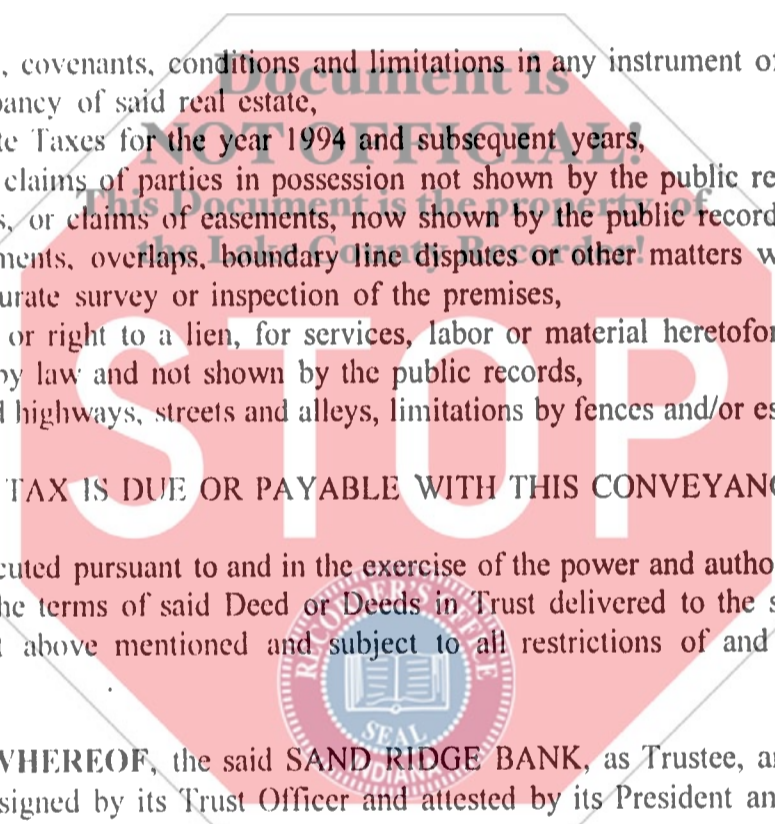 , covenants, conditions and limitations in any instrument of
Document is
pancy of said real estate,
te Taxes for the year 1994 and subsequent years,
NOT OFFICIAL!
claims of parties in possession not shown by the public re
This Document is the property of
s, or claims of easements, now shown by the public record
the Lake County Recorder!
ments, overlaps, boundary line disputes or other matters w
urate survey or inspection of the premises,
or right to a lien, for services, labor or material heretofor
by law and not shown by the public records,
d highways, streets and alleys, limitations by fences and/or es
STOP
TAX IS DUE OR PAYABLE WITH THIS CONVEYANC
cuted pursuant to and in the exercise of the power and autho
he terms of said Deed or Deeds in Trust delivered to the s
t above mentioned and subject to all restrictions of and
RECORDER'S OFFICE
SEAL
INDIANA
WHEREOF, the said SAND RIDGE BANK, as Trustee, a
signed by its Trust Officer and attested by its President an